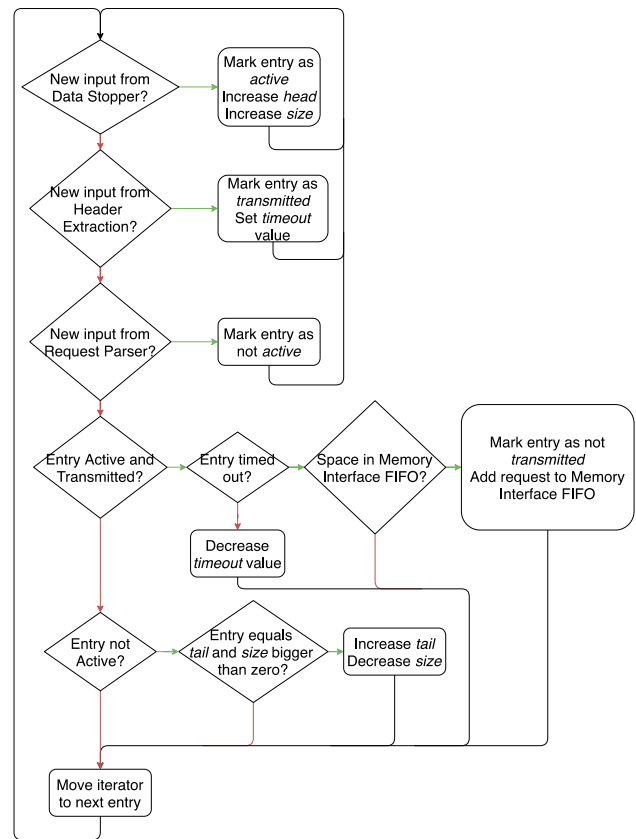 New input from
Data Stopper?
Mark entry as
active
Increase head
Increase size
New input from
Header
Extraction?
Mark entry as
transmitted
Set timeout
value
New input from
Request Parser?
Mark entry as
not active
Entry Active and
Transmitted?
Entry timed
out?
Space in Memory
Interface FIFO?
Mark entry as not
transmitted
Add request to Memory
Interface FIFO
Decrease
timeout value
Entry not
Active?
Entry equals
tail and size bigger
than zero?
Increase tail
Decrease size
Move iterator
to next entry